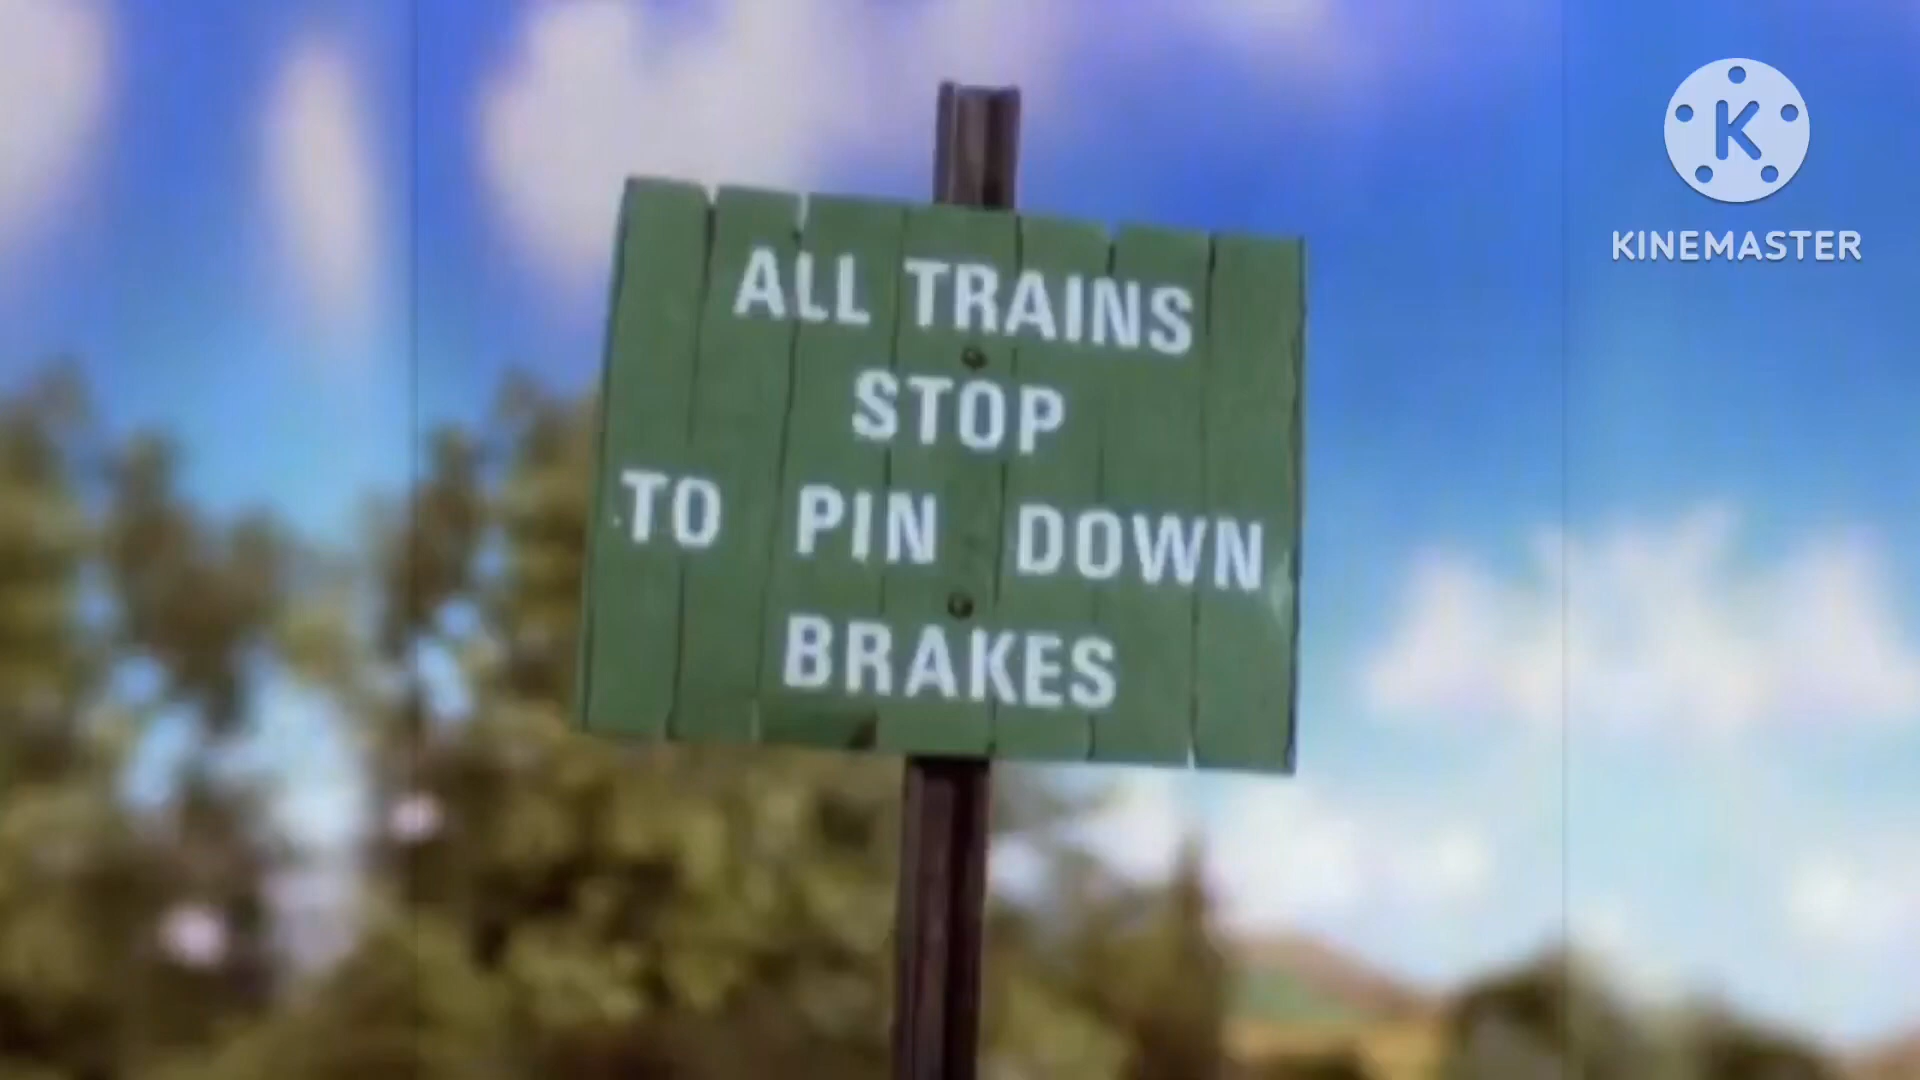 ALL TRAINS
STOP
TO PIN DOWN
BRAKES
K
KINEMASTER